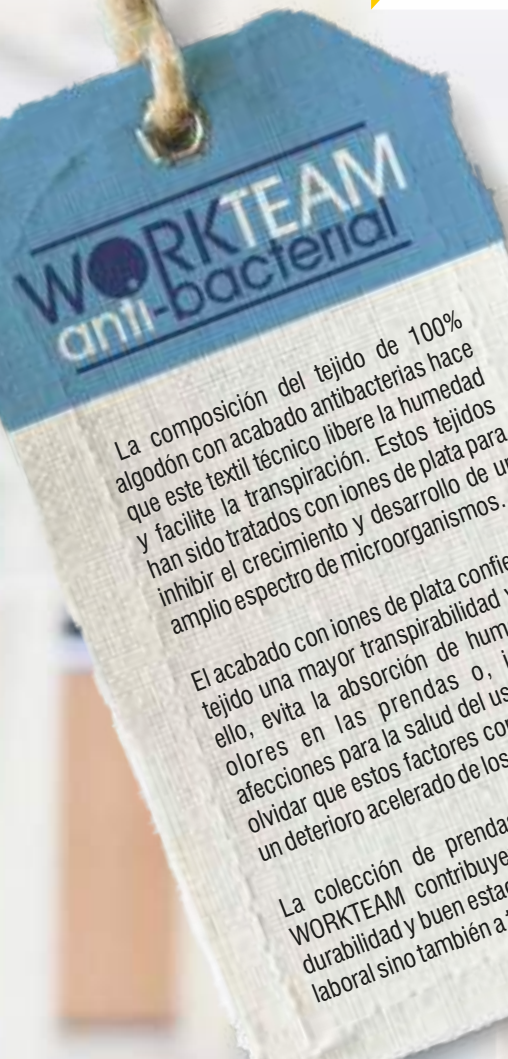 WORKTEAM
anti-bacterial
La composición del tejido de 100%
algodón con acabado antibacterias hace
que este textil técnico libere la humedad
y facilite la transpiración. Estos tejidos
han sido tratados con iones de plata para
inhibir el crecimiento y desarrollo de un
amplio espectro de microorganismos.
El acabado con iones de plata confie
tejido una mayor transpirabilidad y
ello, evita la absorción de hum
olores en las prendas o, i
afecciones para la salud del us
olvidar que estos factores con
un deterioro acelerado de los
La colección de prendas
WORKTEAM contribuye
durabilidad y buen estad
laboral sino también a